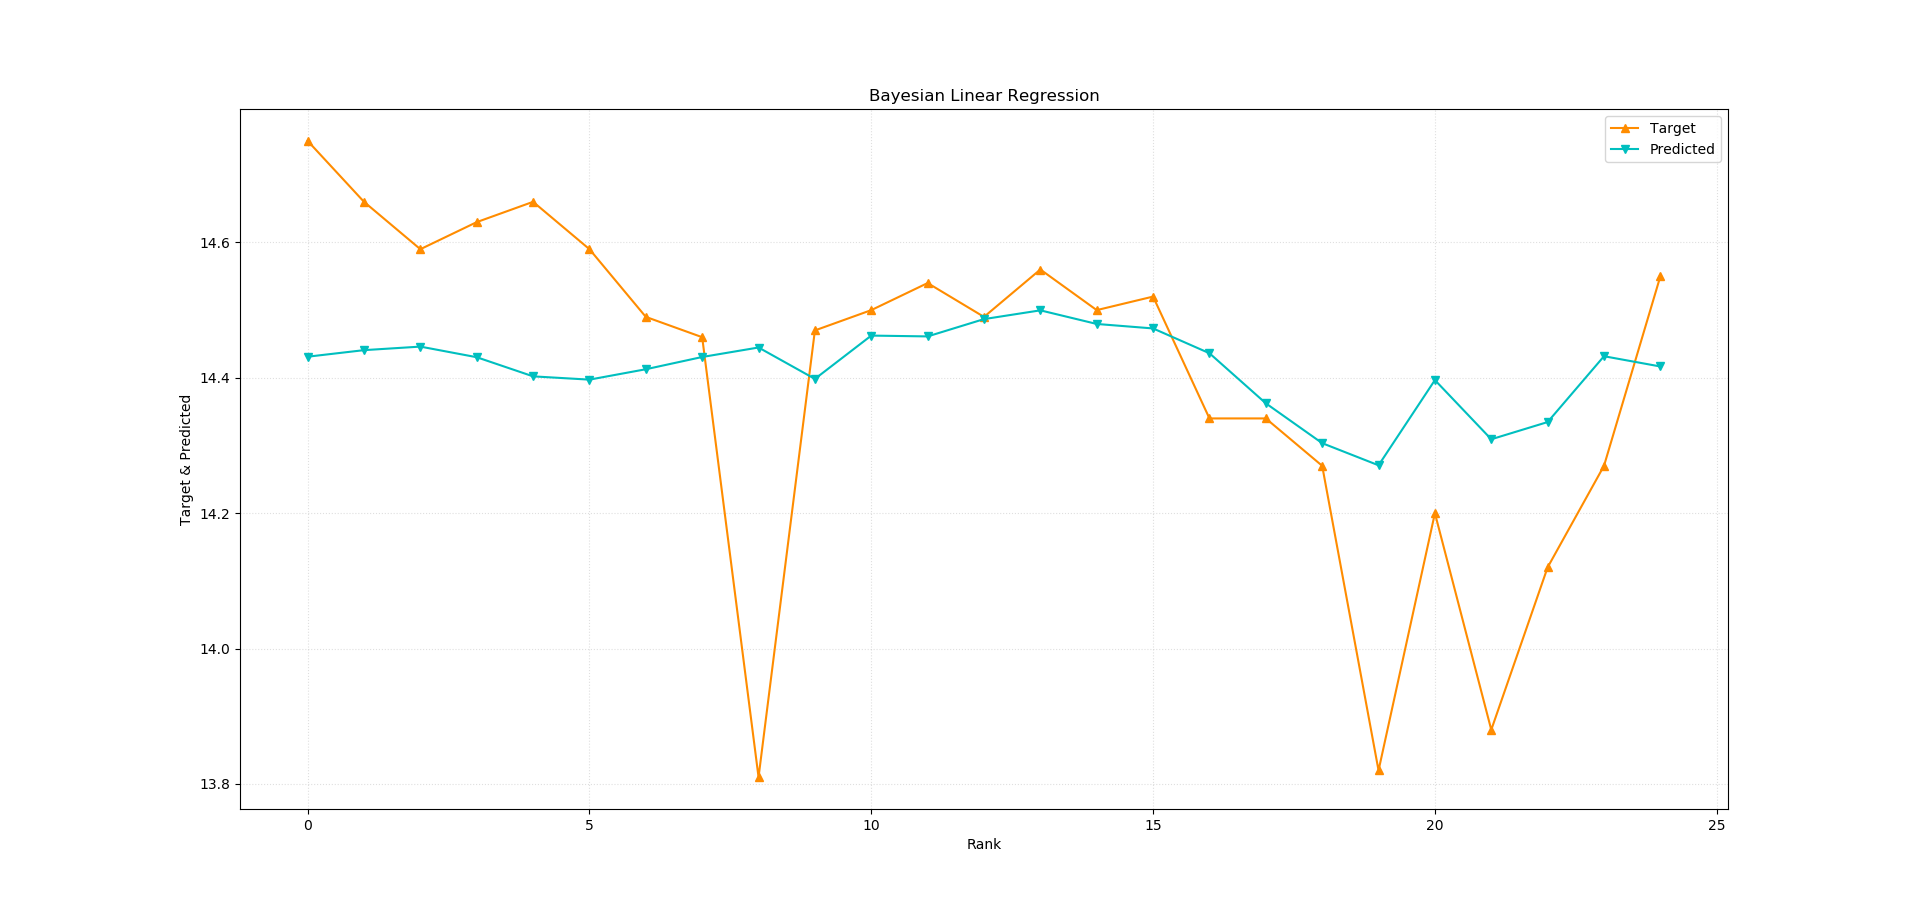 Bayesian Linear Regression
Target
Predicted
Target & Predicted
14.6
14.4
14.2
14.0
13.8
0 5 10 15 20 25
Rank